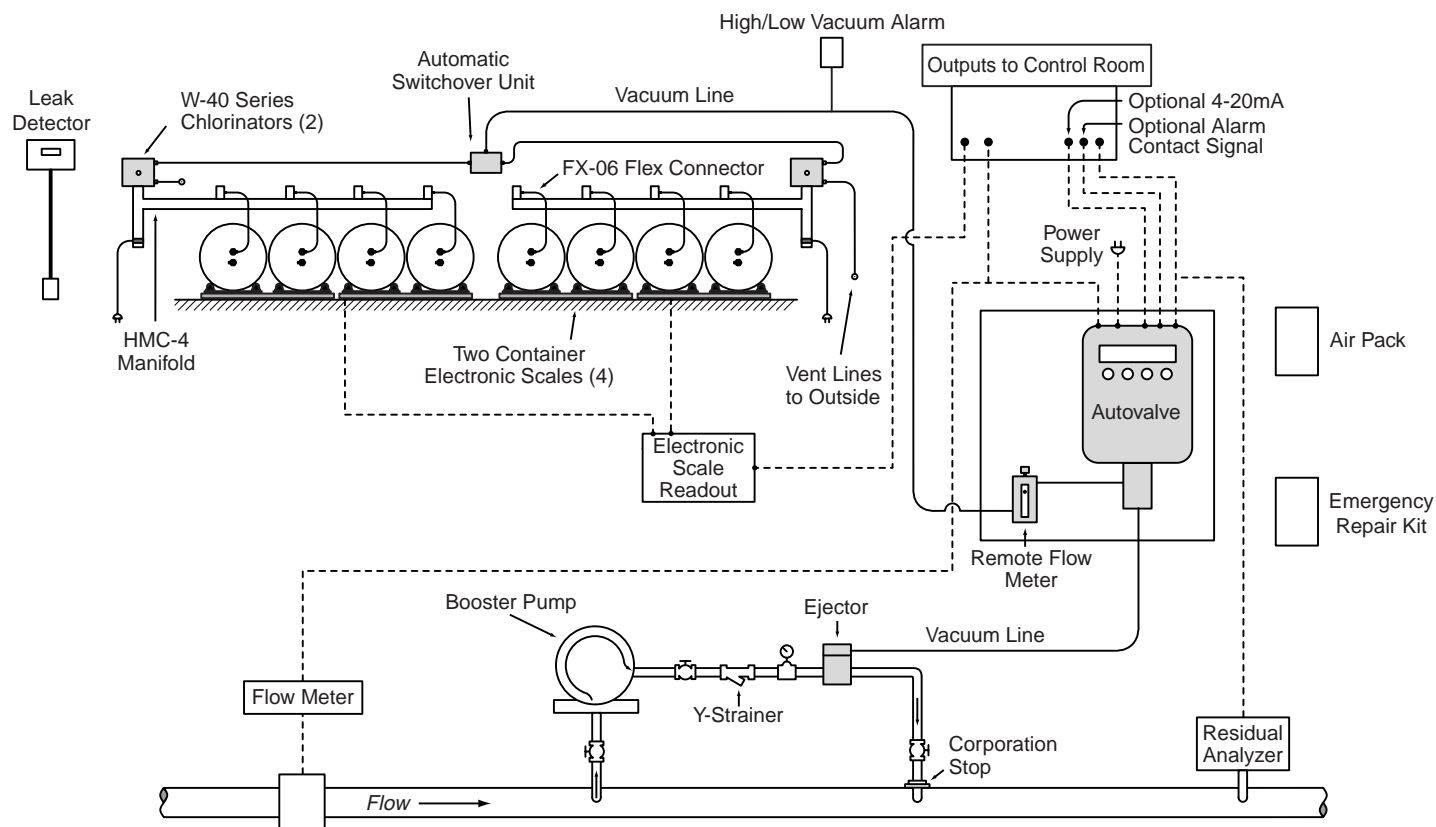 High/Low Vacuum Alarm
Automatic
Switchover Unit
Outputs to Control Room
Leak
Detector
W-40 Series
Chlorinators (2)
Vacuum Line
Optional 4-20mA
Optional Alarm
Contact Signal
FX-06 Flex Connector
Power
Supply
HMC-4
Manifold
Two Container
Electronic Scales (4)
Vent Lines
to Outside
Air Pack
Autovalve
Electronic
Scale
Readout
Emergency
Repair Kit
Remote Flow
Meter
Booster Pump
Ejector
Vacuum Line
Flow Meter
Y-Strainer
Corporation
Stop
Residual
Analyzer
Flow